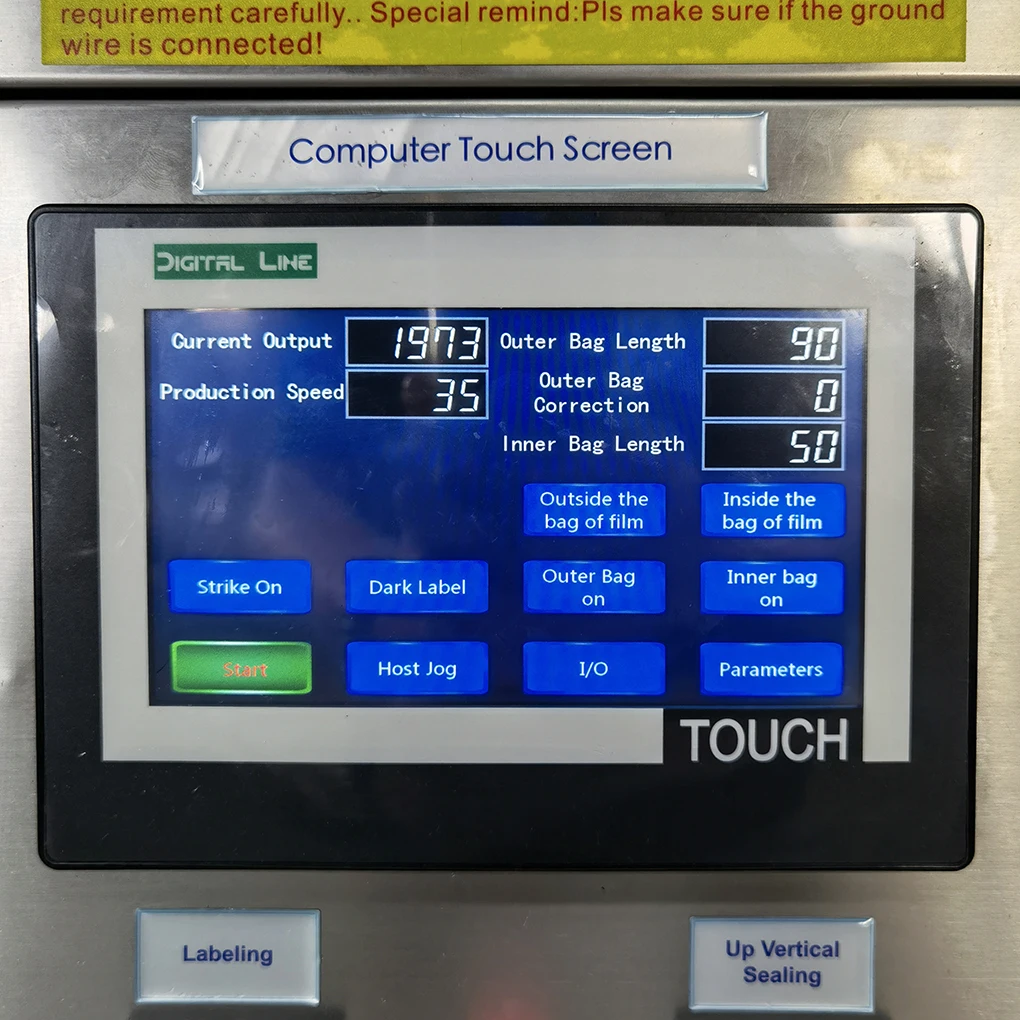 requirement carefully.. Special remind:Pls make sure if the ground
wire is connected!
Computer Touch Screen
DIGITAL LINE
Current Output 1973 Outer Bag Length 90
Production Speed 35 Outer Bag
Correction 0
Inner Bag Length 50
Outside the
bag of film
Inside the
bag of film
Strike On
Dark Label
Outer Bag
on
Inner bag
on
Start
Host Jog
I/O
Parameters
TOUCH
Labeling
Up Vertical
Sealing